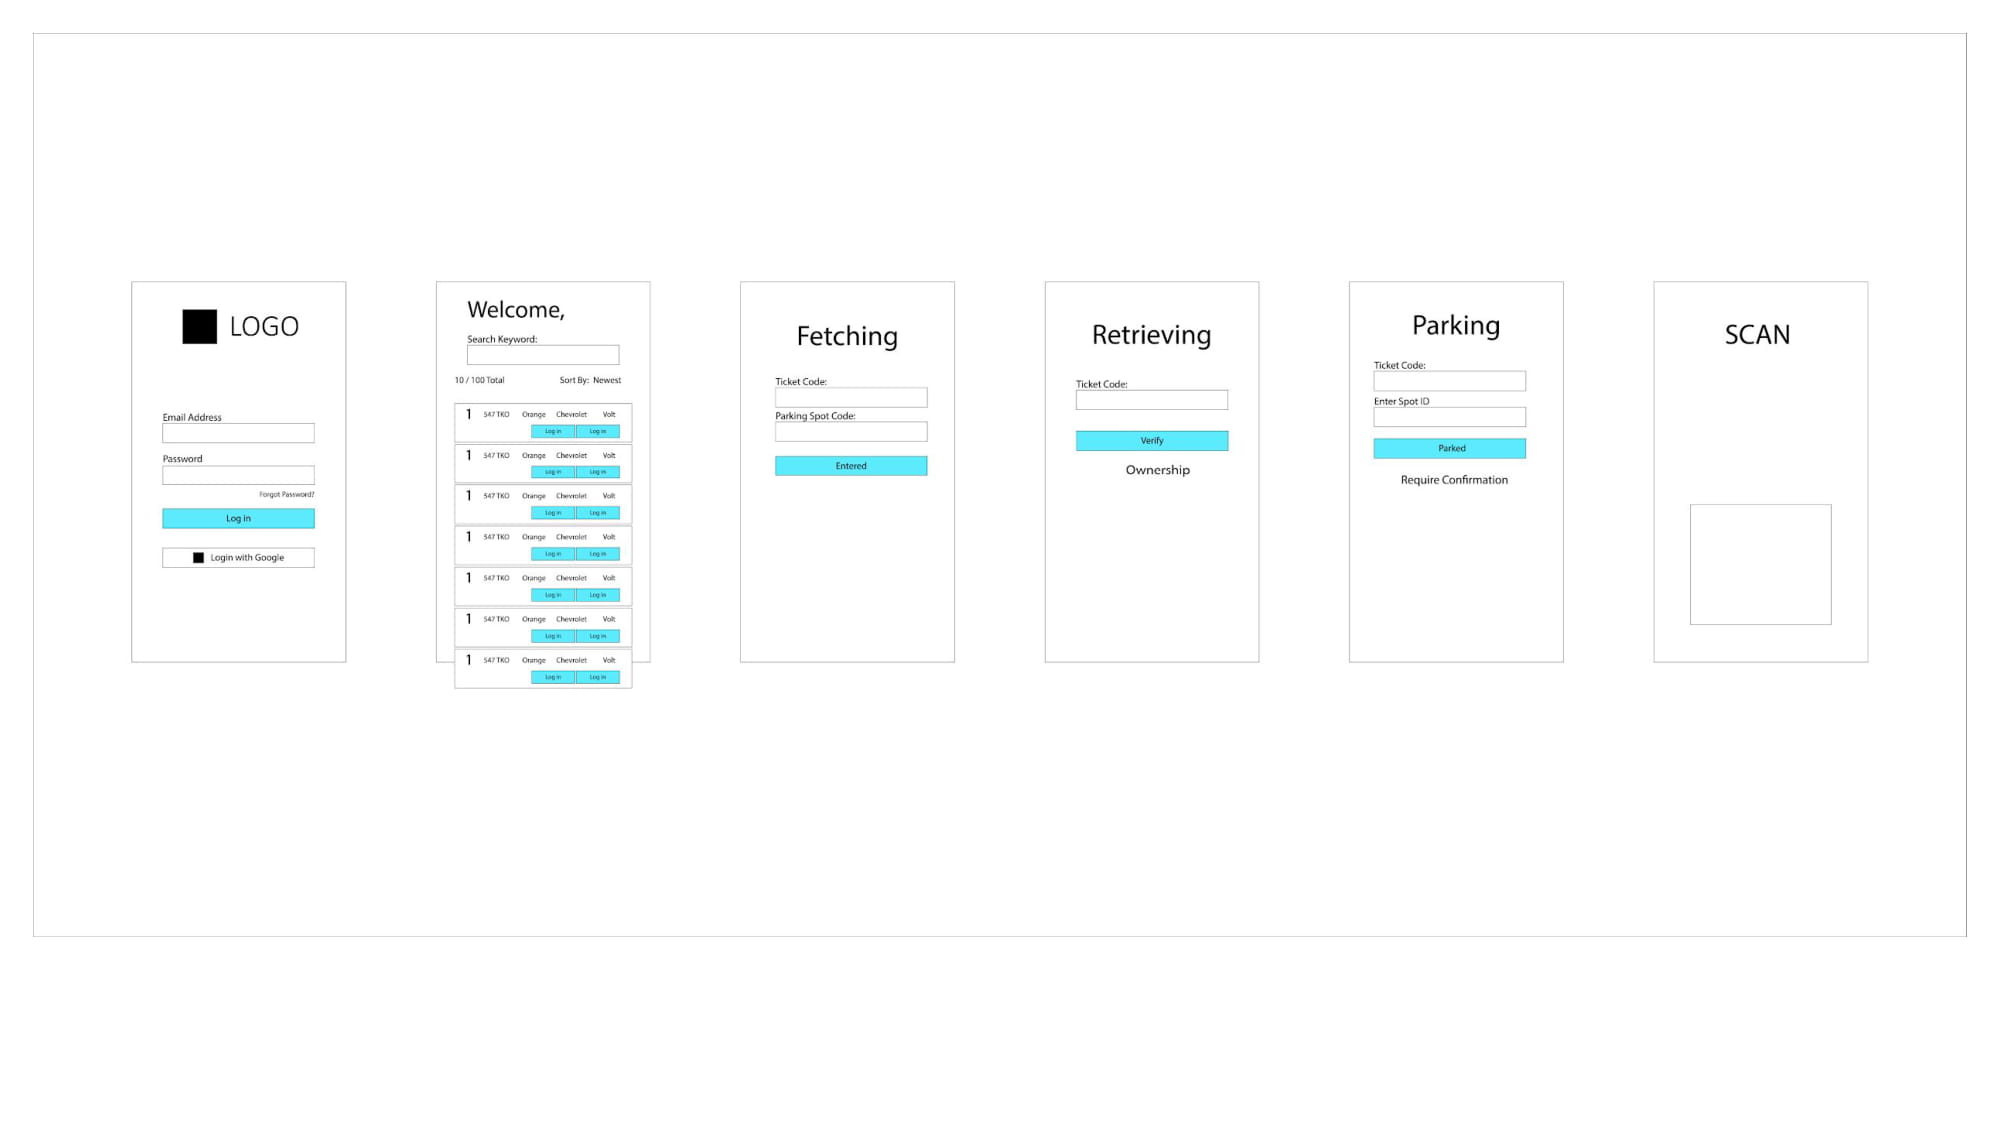 LOGO
Email Address
Password
Forgot Password?
Log in
Login with Google
Welcome,
Search Keyword:
10 / 100 Total Sort By: Newest
1 547 TKO Orange Chevrolet Volt
Log in Log in
1 547 TKO Orange Chevrolet Volt
Log in Log in
1 547 TKO Orange Chevrolet Volt
Log in Log in
1 547 TKO Orange Chevrolet Volt
Log in Log in
1 547 TKO Orange Chevrolet Volt
Log in Log in
1 547 TKO Orange Chevrolet Volt
Log in Log in
1 547 TKO Orange Chevrolet Volt
Log in Log in
Fetching
Ticket Code:
Parking Spot Code:
Entered
Retrieving
Ticket Code:
Verify
Ownership
Parking
Ticket Code:
Enter Spot ID
Parked
Require Confirmation
SCAN